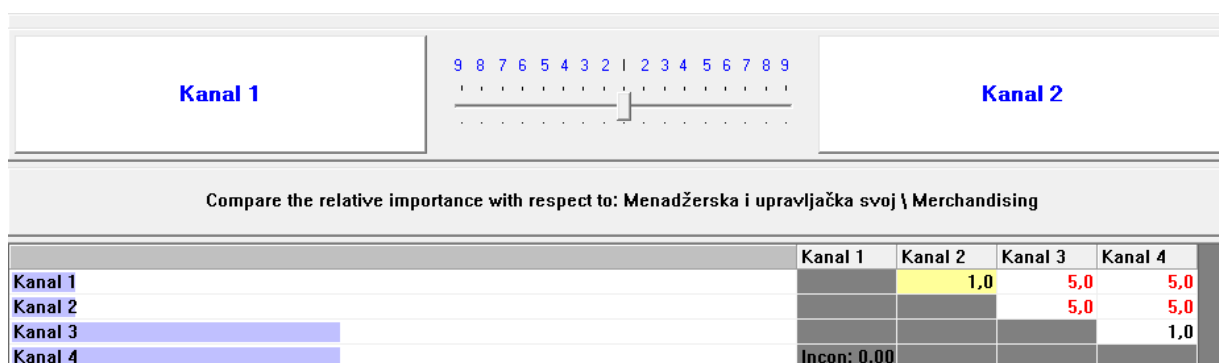 Kanal 1
9 8 7 6 5 4 3 2 1 2 3 4 5 6 7 8 9
Kanal 2
Compare the relative importance with respect to: Menadžerska i upravljačka svoj \ Merchandising
Kanal 1 Kanal 2 Kanal 3 Kanal 4
Kanal 1 1,0 5,0 5,0
Kanal 2 5,0 5,0
Kanal 3 1,0
Kanal 4 Incon: 0.00